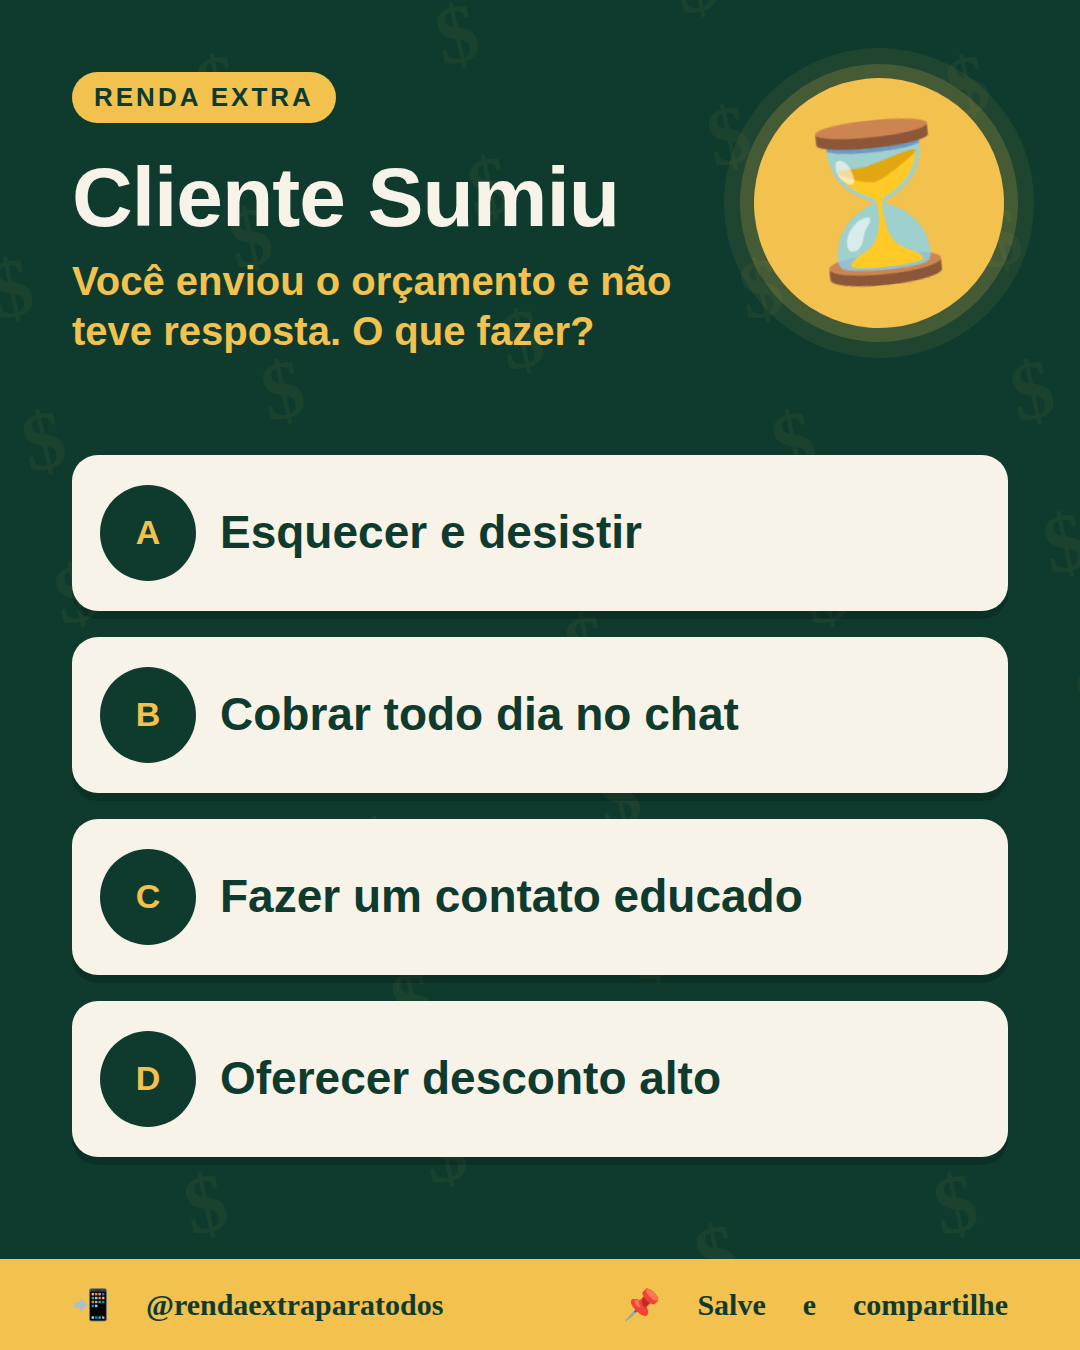 RENDA EXTRA
Cliente Sumiu
Você enviou o orçamento e não
teve resposta. O que fazer?
A Esquecer e desistir
B Cobrar todo dia no chat
C Fazer um contato educado
D Oferecer desconto alto
@rendaextraparatodos Salve e compartilhe